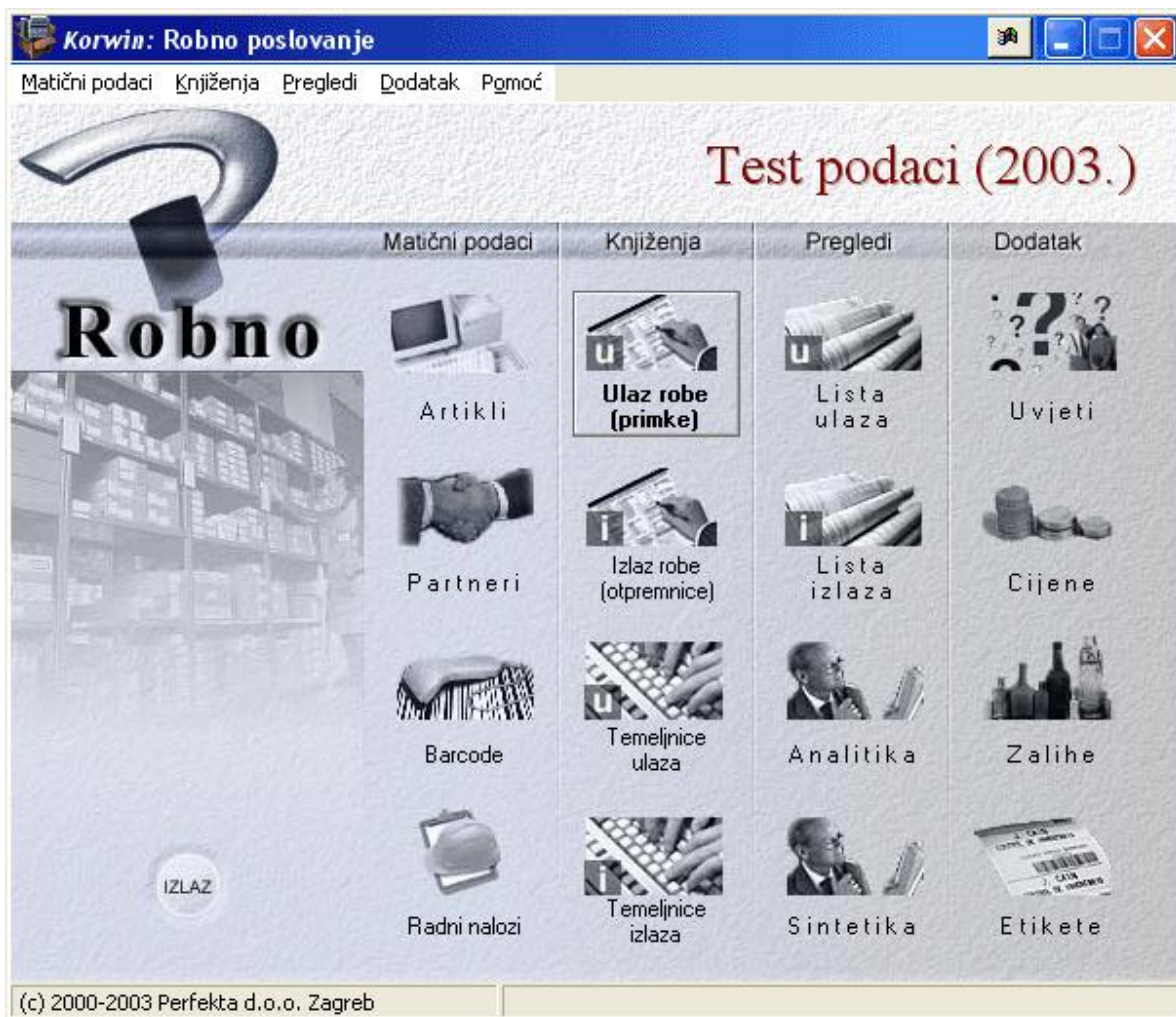 Korwin: Robno poslovanje
Matični podaci Knjiženja Pregledi Dodatak Pomoć
Test podaci (2003.)
Matični podaci Knjiženja Pregledi Dodatak
Robno
Artikli
Ulaz robe
(primke)
Lista
ulaza
Uvjeti
Partneri
Izlaz robe
(otpremnice)
Lista
izlaza
Cijene
Barcode
Temeljnice
ulaza
Analitika
Zalihe
Radni nalozi
Temeljnice
izlaza
Sintetika
Etikete
u
u
i
i
u
i
J. CAIN
J. CAIN
IZLAZ
(c) 2000-2003 Perfekta d.o.o. Zagreb